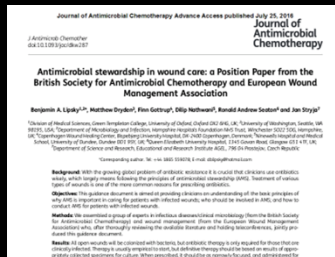 Journal of Antimicrobial Chemotherapy Advance Access published July 25, 2016
J Antimicrob Chemother
doi:10.1093/jac/dkw287
Journal of
Antimicrobial
Chemotherapy
Antimicrobial stewardship in wound care: a Position Paper from the
British Society for Antimicrobial Chemotherapy and European Wound
Management Association
Benjamin A. Lipsky, Matthew Dryden, Finn Gottrup, Dilip Nathwani, Ronald Andrew Seaton and Jan Stryja
Background: With the growing global problem of antibiotic resistance it is crucial that clinicians use antibiotics
wisely, which largely means following the principles of antimicrobial stewardship (AMS). Treatment of various
types of wounds is one of the more common reasons for prescribing antibiotics.
Objectives: This guidance document is aimed at providing clinicians an understanding of the basic principles of
why AMS is important in caring for patients with infected wounds, who should be involved in AMS, and how to
conduct AMS for patients with infected wounds.
Methods: We assembled a group of experts in infectious disease/clinical microbiology (from the British Society
for Antimicrobial Chemotherapy) and wound management (from the European Wound Management
Association) who, after thoroughly reviewing the available literature and holding teleconferences, jointly pro-
duced this guidance document.
Results: All open wounds will be colonized with bacteria, but antibiotic therapy is only required for those that are
clinically infected. Therapy is usually empirical to start, but definitive therapy should be based on results of appro-